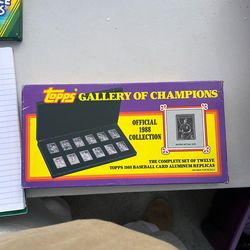 Topps GALLERY OF CHAMPIONS
OFFICIAL
1988
COLLECTION
THE COMPLETE SET OF TWELVE
TOPPS 1988 BASEBALL CARD ALUMINUM REPLICAS